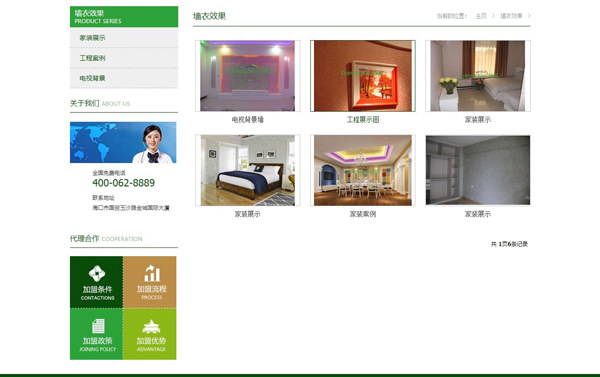 墙衣效果
PRODUCT SERIES
家装展示
工程案例
电视背景
关于我们 ABOUT US
全国免费电话
400-062-8889
联系地址
海口市国贸玉沙路金城国际大厦
代理合作 COOPERATION
加盟条件
CONTACTIONS
加盟流程
PROCESS
加盟政策
JOINING POLICY
加盟优势
ADVANTAGE
墙衣效果
当前的位置: 主页 > 墙衣效果 >
电视背景墙
工程展示图
家装展示
家装展示
家装案例
家装展示
共 1页6条记录